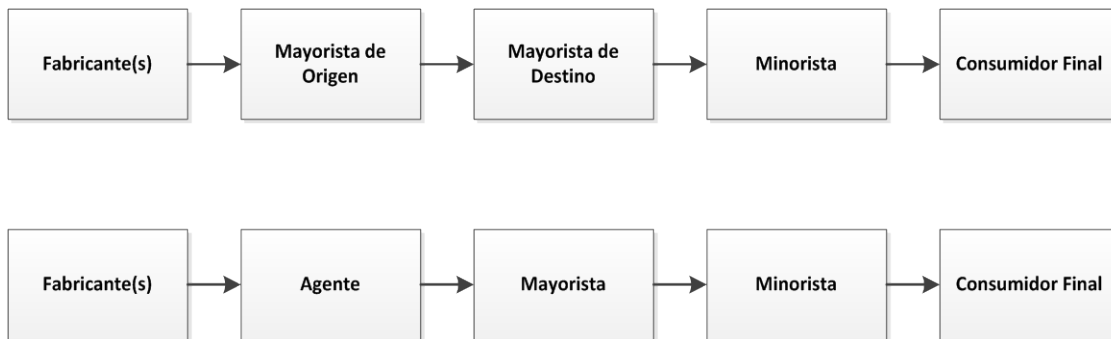 Fabricante(s)
Mayorista de
Origen
Mayorista de
Destino
Minorista
Consumidor Final
Fabricante(s)
Agente
Mayorista
Minorista
Consumidor Final